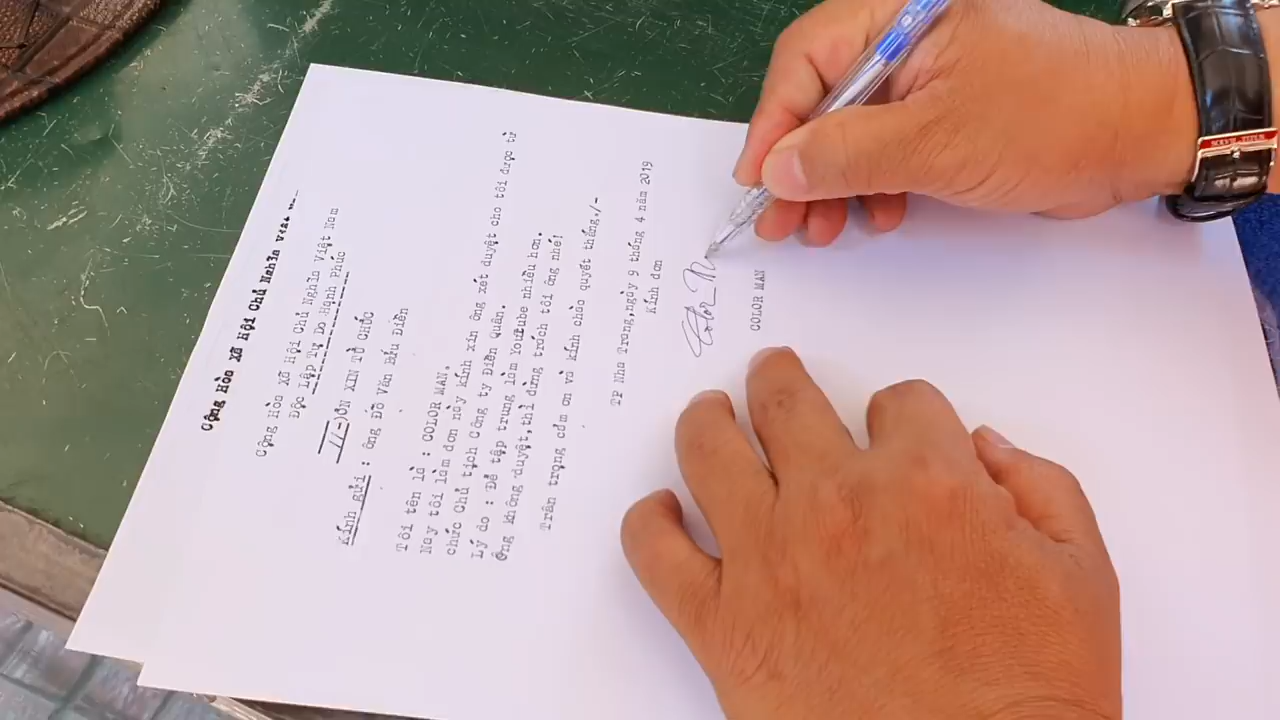 Cộng Hòa Xã Hội Chủ Nghĩa Việt
Cộng Hòa Xã Hội Chủ Nghĩa Việt Nam
Độc Lập Tự Do Hạnh Phúc
//-)ƠN XIN TỪ CHỨC
Kính gửi : ông Đỗ Văn Bửu Điền
Tôi tên là : COLOR MAN.
Nay tôi làm đơn này kính xin ông xét duyệt cho tôi được từ
chức Chủ tịch Công ty Điền Quân.
Lý do : Để tập trung làm Youtube nhiều hơn.
Ông không duyệt,thì đừng trách tôi ông nhé!
Trân trọng cám ơn và kính chào quyết thắng./-
TP Nha Trang,ngày 9 tháng 4 năm 2019
Kính đơn
Color M
COLOR MAN